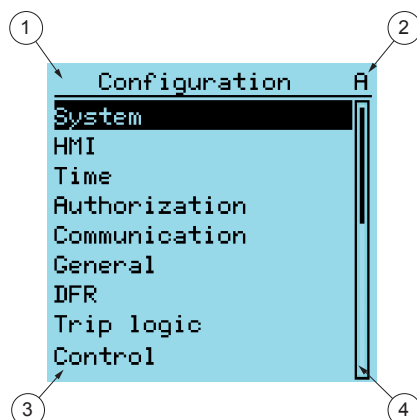 1
2
Configuration A
System
HMI
Time
Authorization
Communication
General
DFR
Trip logic
Control
3
4